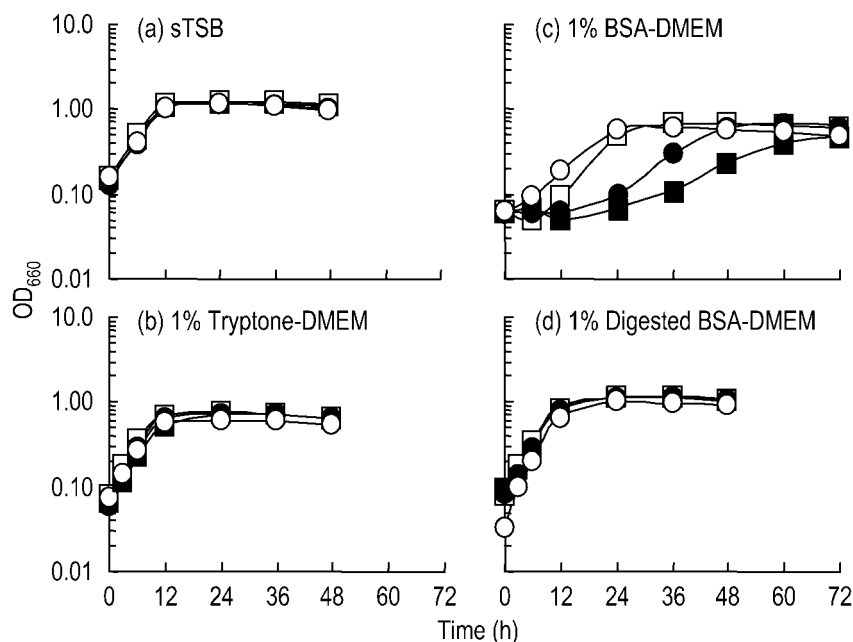 (a) sTSB
10.0
1.00
0.10
0.01
(c) 1% BSA-DMEM
OD660
(b) 1% Tryptone-DMEM
10.0
1.00
0.10
0.01
0 12 24 36 48 60 72
(d) 1% Digested BSA-DMEM
0 12 24 36 48 60 72
Time (h)